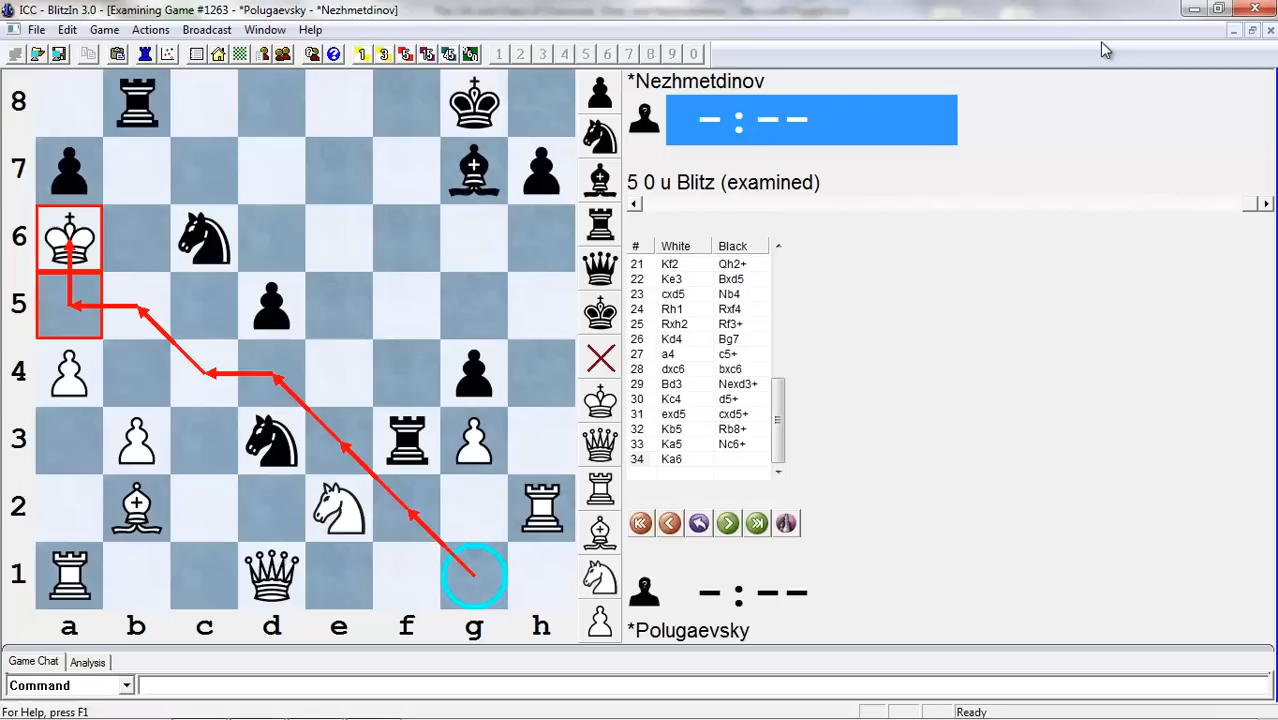 ICC - BlitzIn 3.0 - [Examining Game #1263 - *Polugaevsky - *Nezhmetdinov]
File Edit Game Actions Broadcast Window Help
1 2 3 4 5 6 7 8 9 0
*Nezhmetdinov
- : - -
5 0 u Blitz (examined)
# White Black
21 Kf2 Qh2+
22 Ke3 Bxd5
23 cxd5 Nb4
24 Rh1 Rxf4
25 Rxh2 Rf3+
26 Kd4 Bg7
27 a4 c5+
28 dxc6 bxc6
29 Bd3 Nexd3+
30 Kc4 d5+
31 exd5 cxd5+
32 Kb5 Rb8+
33 Ka5 Nc6+
34 Ka6
- : - -
*Polugaevsky
8
7
6
5
4
3
2
1
a b c d e f g h
Game Chat Analysis
Command
For Help, press F1 Ready